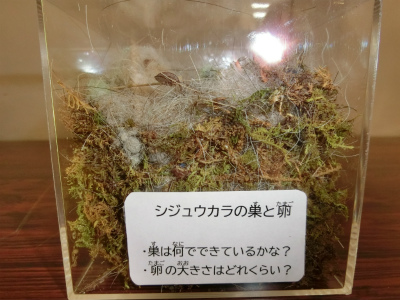 シジュウカラの巣と卵
・巣は何でできているかな？
・卵の大きさはどれくらい？